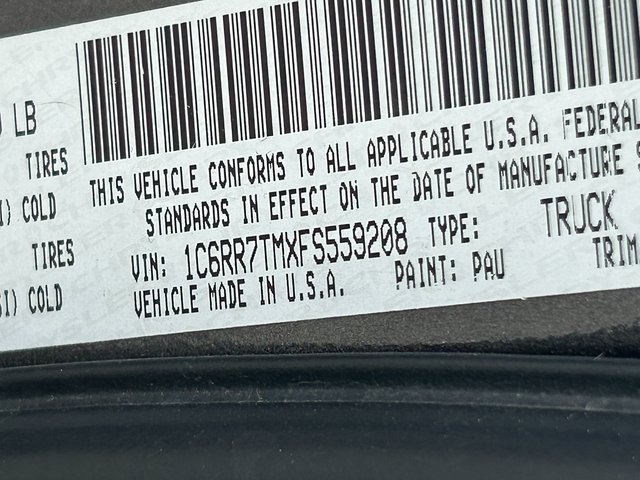 LB
TIRES
COLD
TIRES
COLD
THIS VEHICLE CONFORMS TO ALL APPLICABLE U.S.A. FEDERAL
STANDARDS IN EFFECT ON THE DATE OF MANUFACTURE
VIN: 1C6RR7TMXFS559208 TYPE: TRUCK
VEHICLE MADE IN U.S.A. PAINT: PAU TRIM